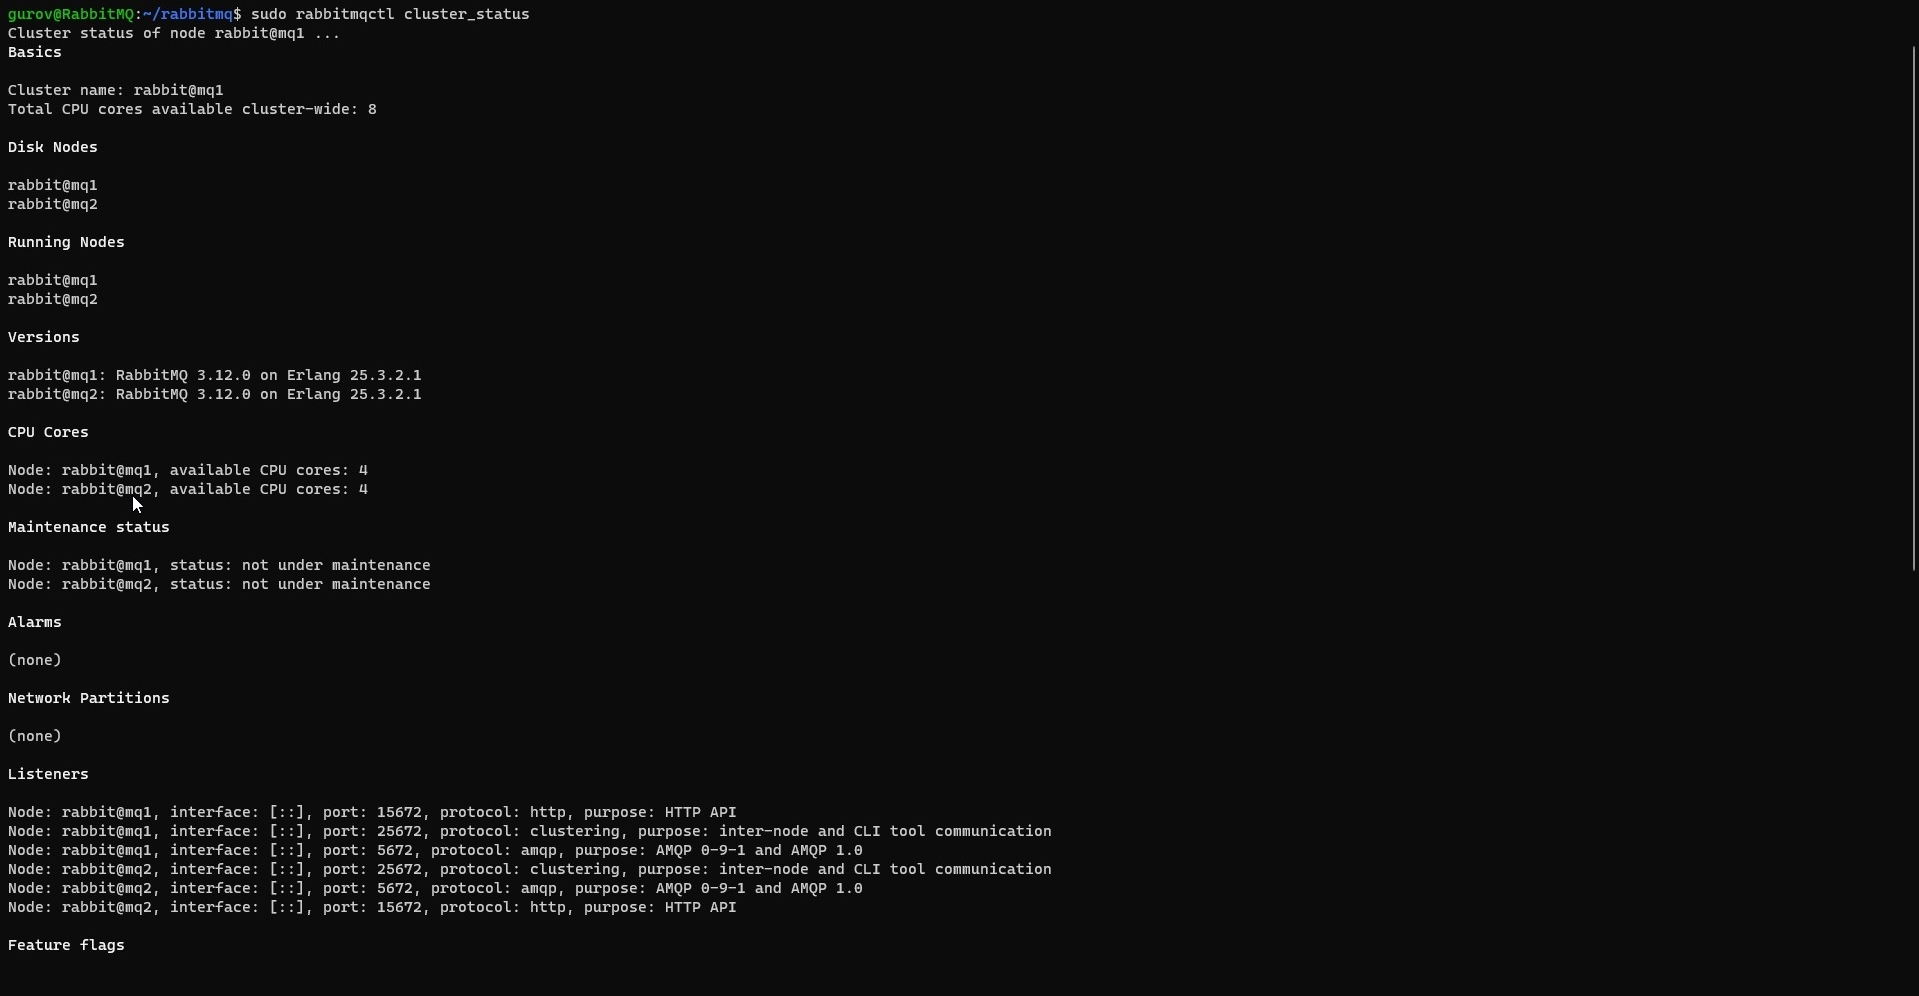 gurov@RabbitMQ:~/rabbitmq$ sudo rabbitmqctl cluster_status
Cluster status of node rabbit@mq1 ...
Basics
Cluster name: rabbit@mq1
Total CPU cores available cluster-wide: 8
Disk Nodes
rabbit@mq1
rabbit@mq2
Running Nodes
rabbit@mq1
rabbit@mq2
Versions
rabbit@mq1: RabbitMQ 3.12.0 on Erlang 25.3.2.1
rabbit@mq2: RabbitMQ 3.12.0 on Erlang 25.3.2.1
CPU Cores
Node: rabbit@mq1, available CPU cores: 4
Node: rabbit@mq2, available CPU cores: 4
Maintenance status
Node: rabbit@mq1, status: not under maintenance
Node: rabbit@mq2, status: not under maintenance
Alarms
(none)
Network Partitions
(none)
Listeners
Node: rabbit@mq1, interface: [::], port: 15672, protocol: http, purpose: HTTP API
Node: rabbit@mq1, interface: [::], port: 25672, protocol: clustering, purpose: inter-node and CLI tool communication
Node: rabbit@mq1, interface: [::], port: 5672, protocol: amqp, purpose: AMQP 0-9-1 and AMQP 1.0
Node: rabbit@mq2, interface: [::], port: 25672, protocol: clustering, purpose: inter-node and CLI tool communication
Node: rabbit@mq2, interface: [::], port: 5672, protocol: amqp, purpose: AMQP 0-9-1 and AMQP 1.0
Node: rabbit@mq2, interface: [::], port: 15672, protocol: http, purpose: HTTP API
Feature flags